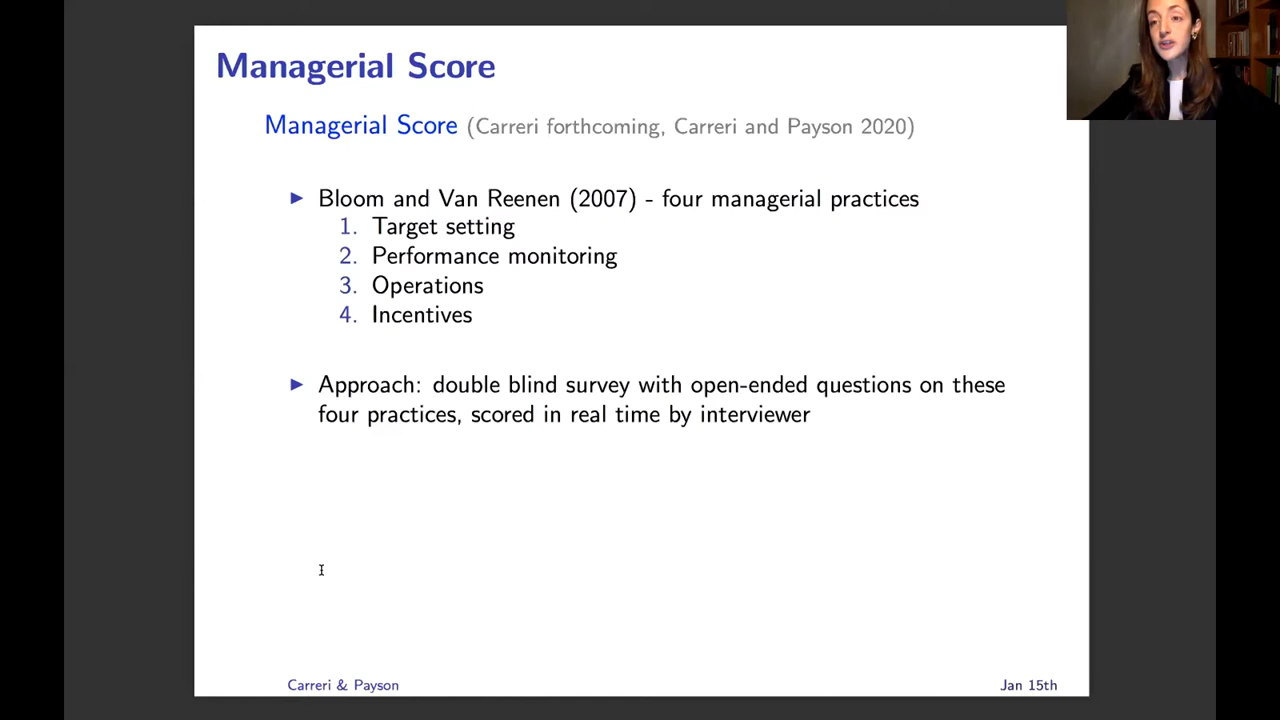 Managerial Score
Managerial Score (Carreri forthcoming, Carreri and Payson 2020)
▶ Bloom and Van Reenen (2007) - four managerial practices
1. Target setting
2. Performance monitoring
3. Operations
4. Incentives
▶ Approach: double blind survey with open-ended questions on these
four practices, scored in real time by interviewer
Carreri & Payson
Jan 15th